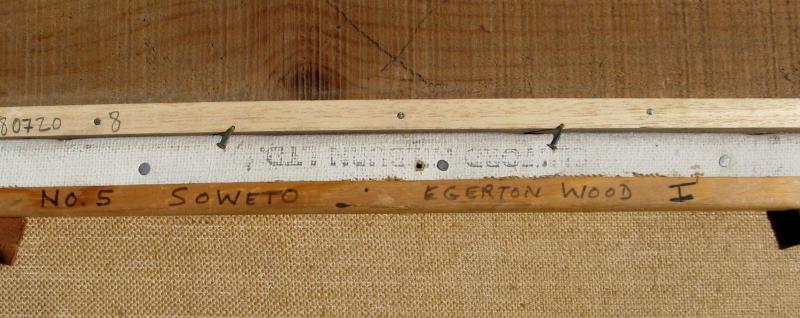 80720 8
No. 5 SOWETO EGERTON WOOD I